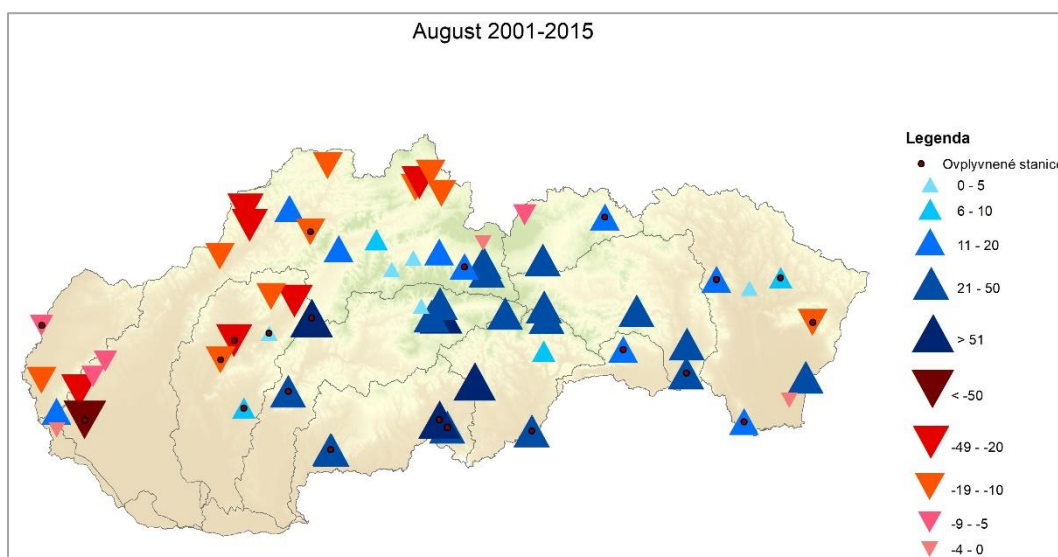 August 2001-2015
Legenda
Ovplyvnené stanice
0 - 5
6 - 10
11 - 20
21 - 50
> 51
< -50
-49 - -20
-19 - -10
-9 - -5
-4 - 0